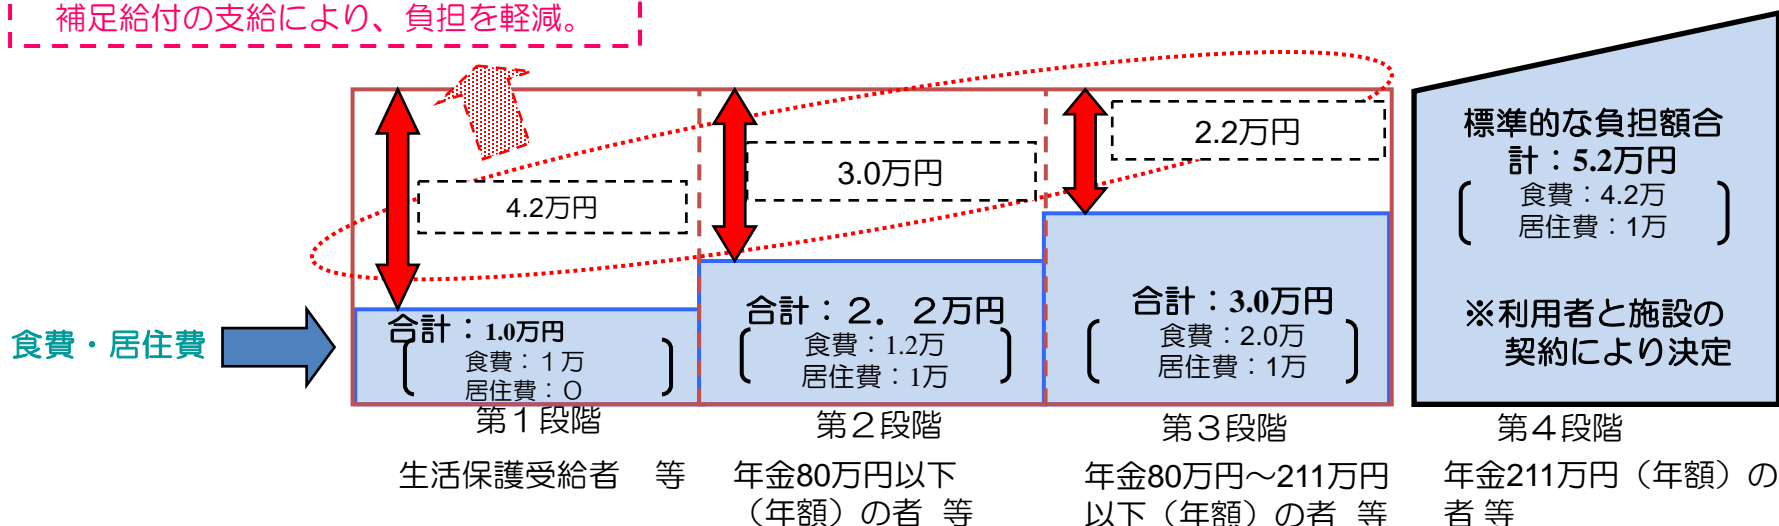 補足給付の支給により、負担を軽減。
4.2万円
3.0万円
2.2万円
標準的な負担額合
計：5.2万円
食費：4.2万
居住費：1万
※利用者と施設の
契約により決定
食費・居住費
合計：1.0万円
食費：１万
居住費：０
合計：２．２万円
食費：1.2万
居住費：1万
合計：3.0万円
食費：2.0万
居住費：1万
第１段階
第２段階
第３段階
第４段階
生活保護受給者　等
年金80万円以下
（年額）の者 等
年金80万円～211万円
以下（年額）の者 等
年金211万円（年額）の
者 等